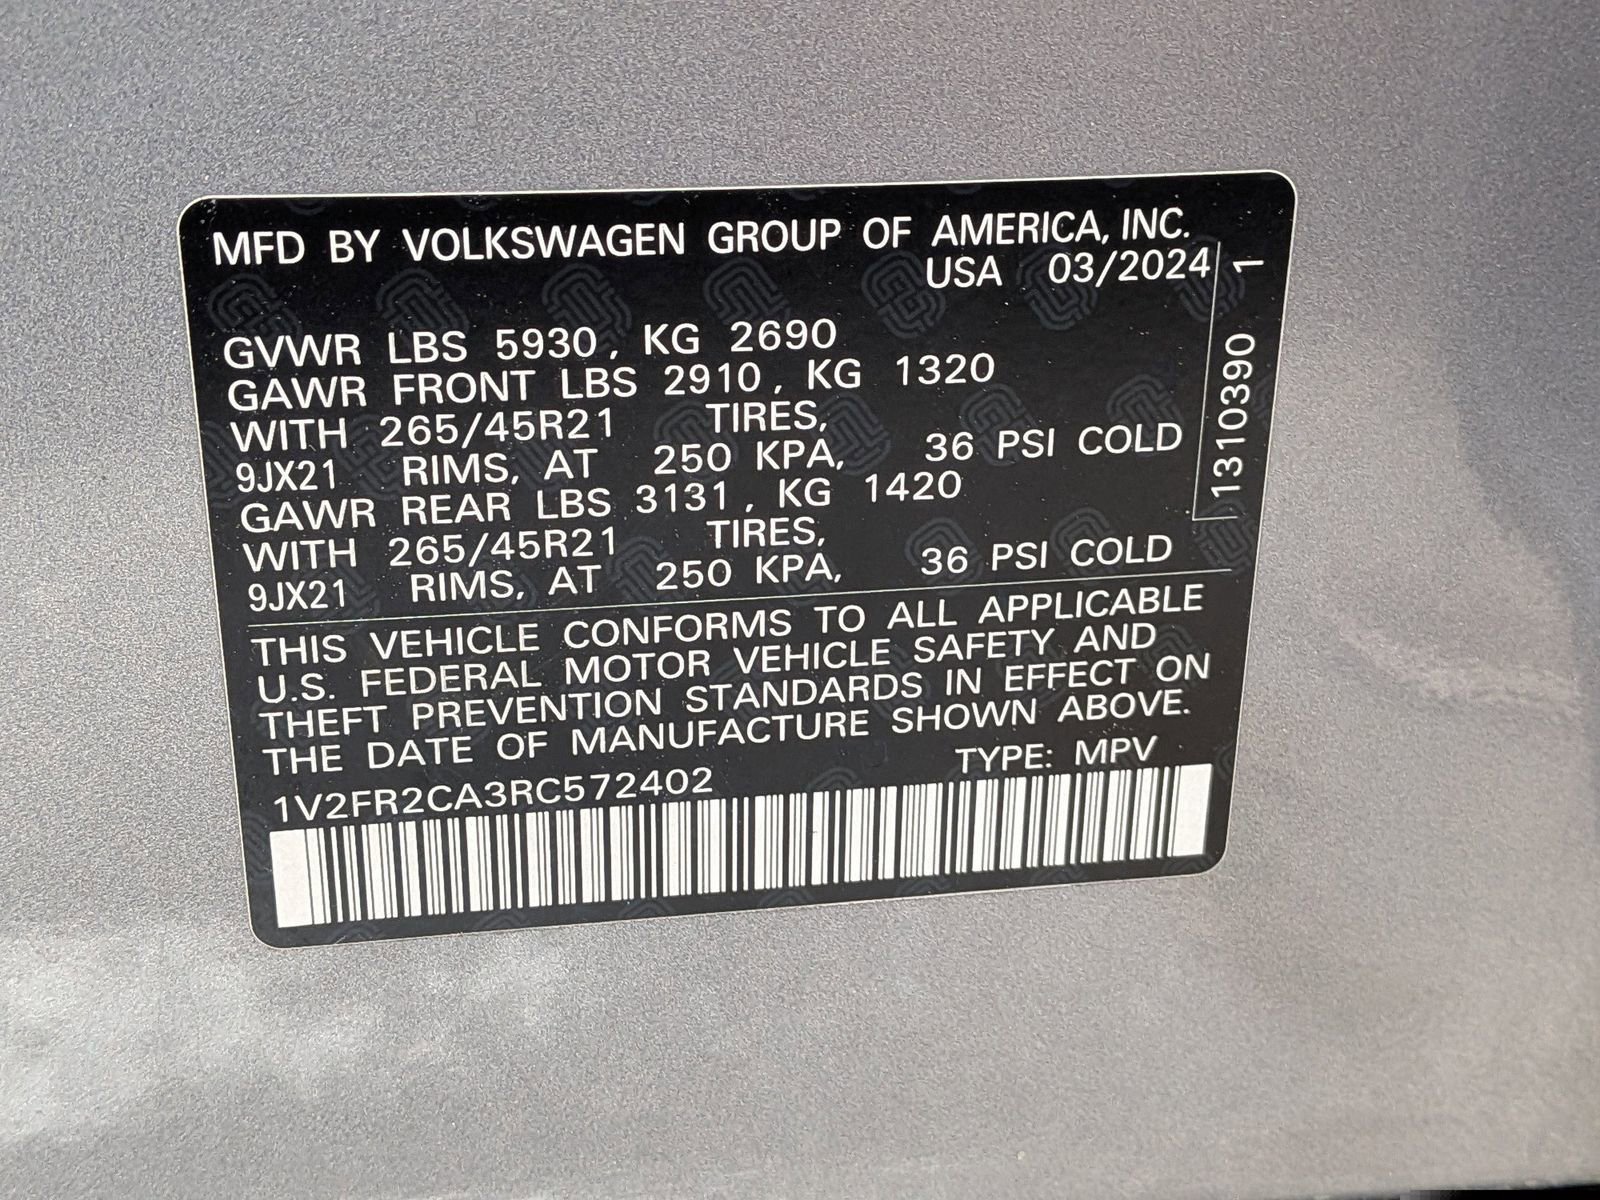 MFD BY VOLKSWAGEN GROUP OF AMERICA, INC.
USA 03/2024
GVWR LBS 5930, KG 2690
GAWR FRONT LBS 2910, KG 1320
WITH 265/45R21 TIRES,
9JX21 RIMS, AT 250 KPA, 36 PSI COLD
GAWR REAR LBS 3131, KG 1420
WITH 265/45R21 TIRES,
9JX21 RIMS, AT 250 KPA, 36 PSI COLD
THIS VEHICLE CONFORMS TO ALL APPLICABLE
U.S. FEDERAL MOTOR VEHICLE SAFETY AND
THEFT PREVENTION STANDARDS IN EFFECT ON
THE DATE OF MANUFACTURE SHOWN ABOVE.
1V2FR2CA3RC572402 TYPE: MPV
1310390 1